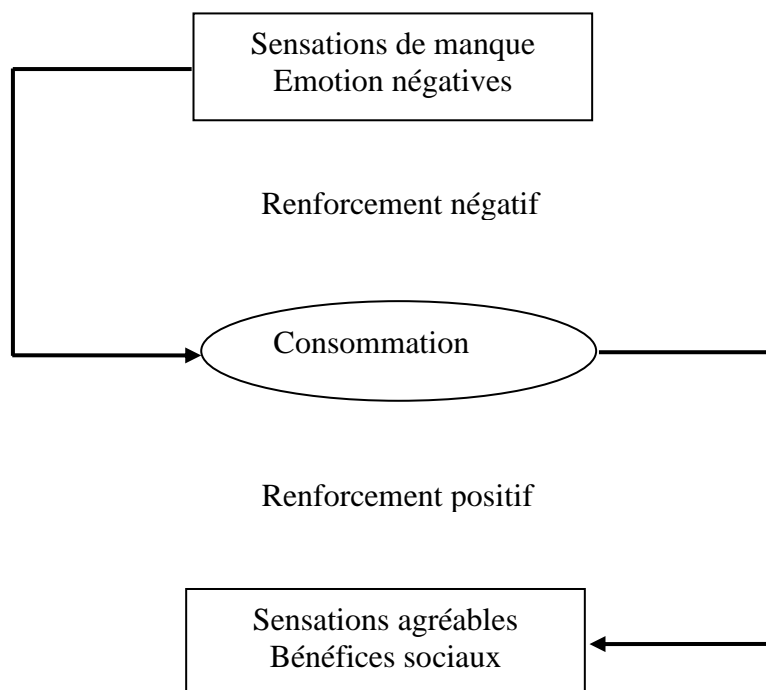 Sensations de manque
Emotion négatives
Renforcement négatif
Consommation
Renforcement positif
Sensations agréables
Bénéfices sociaux